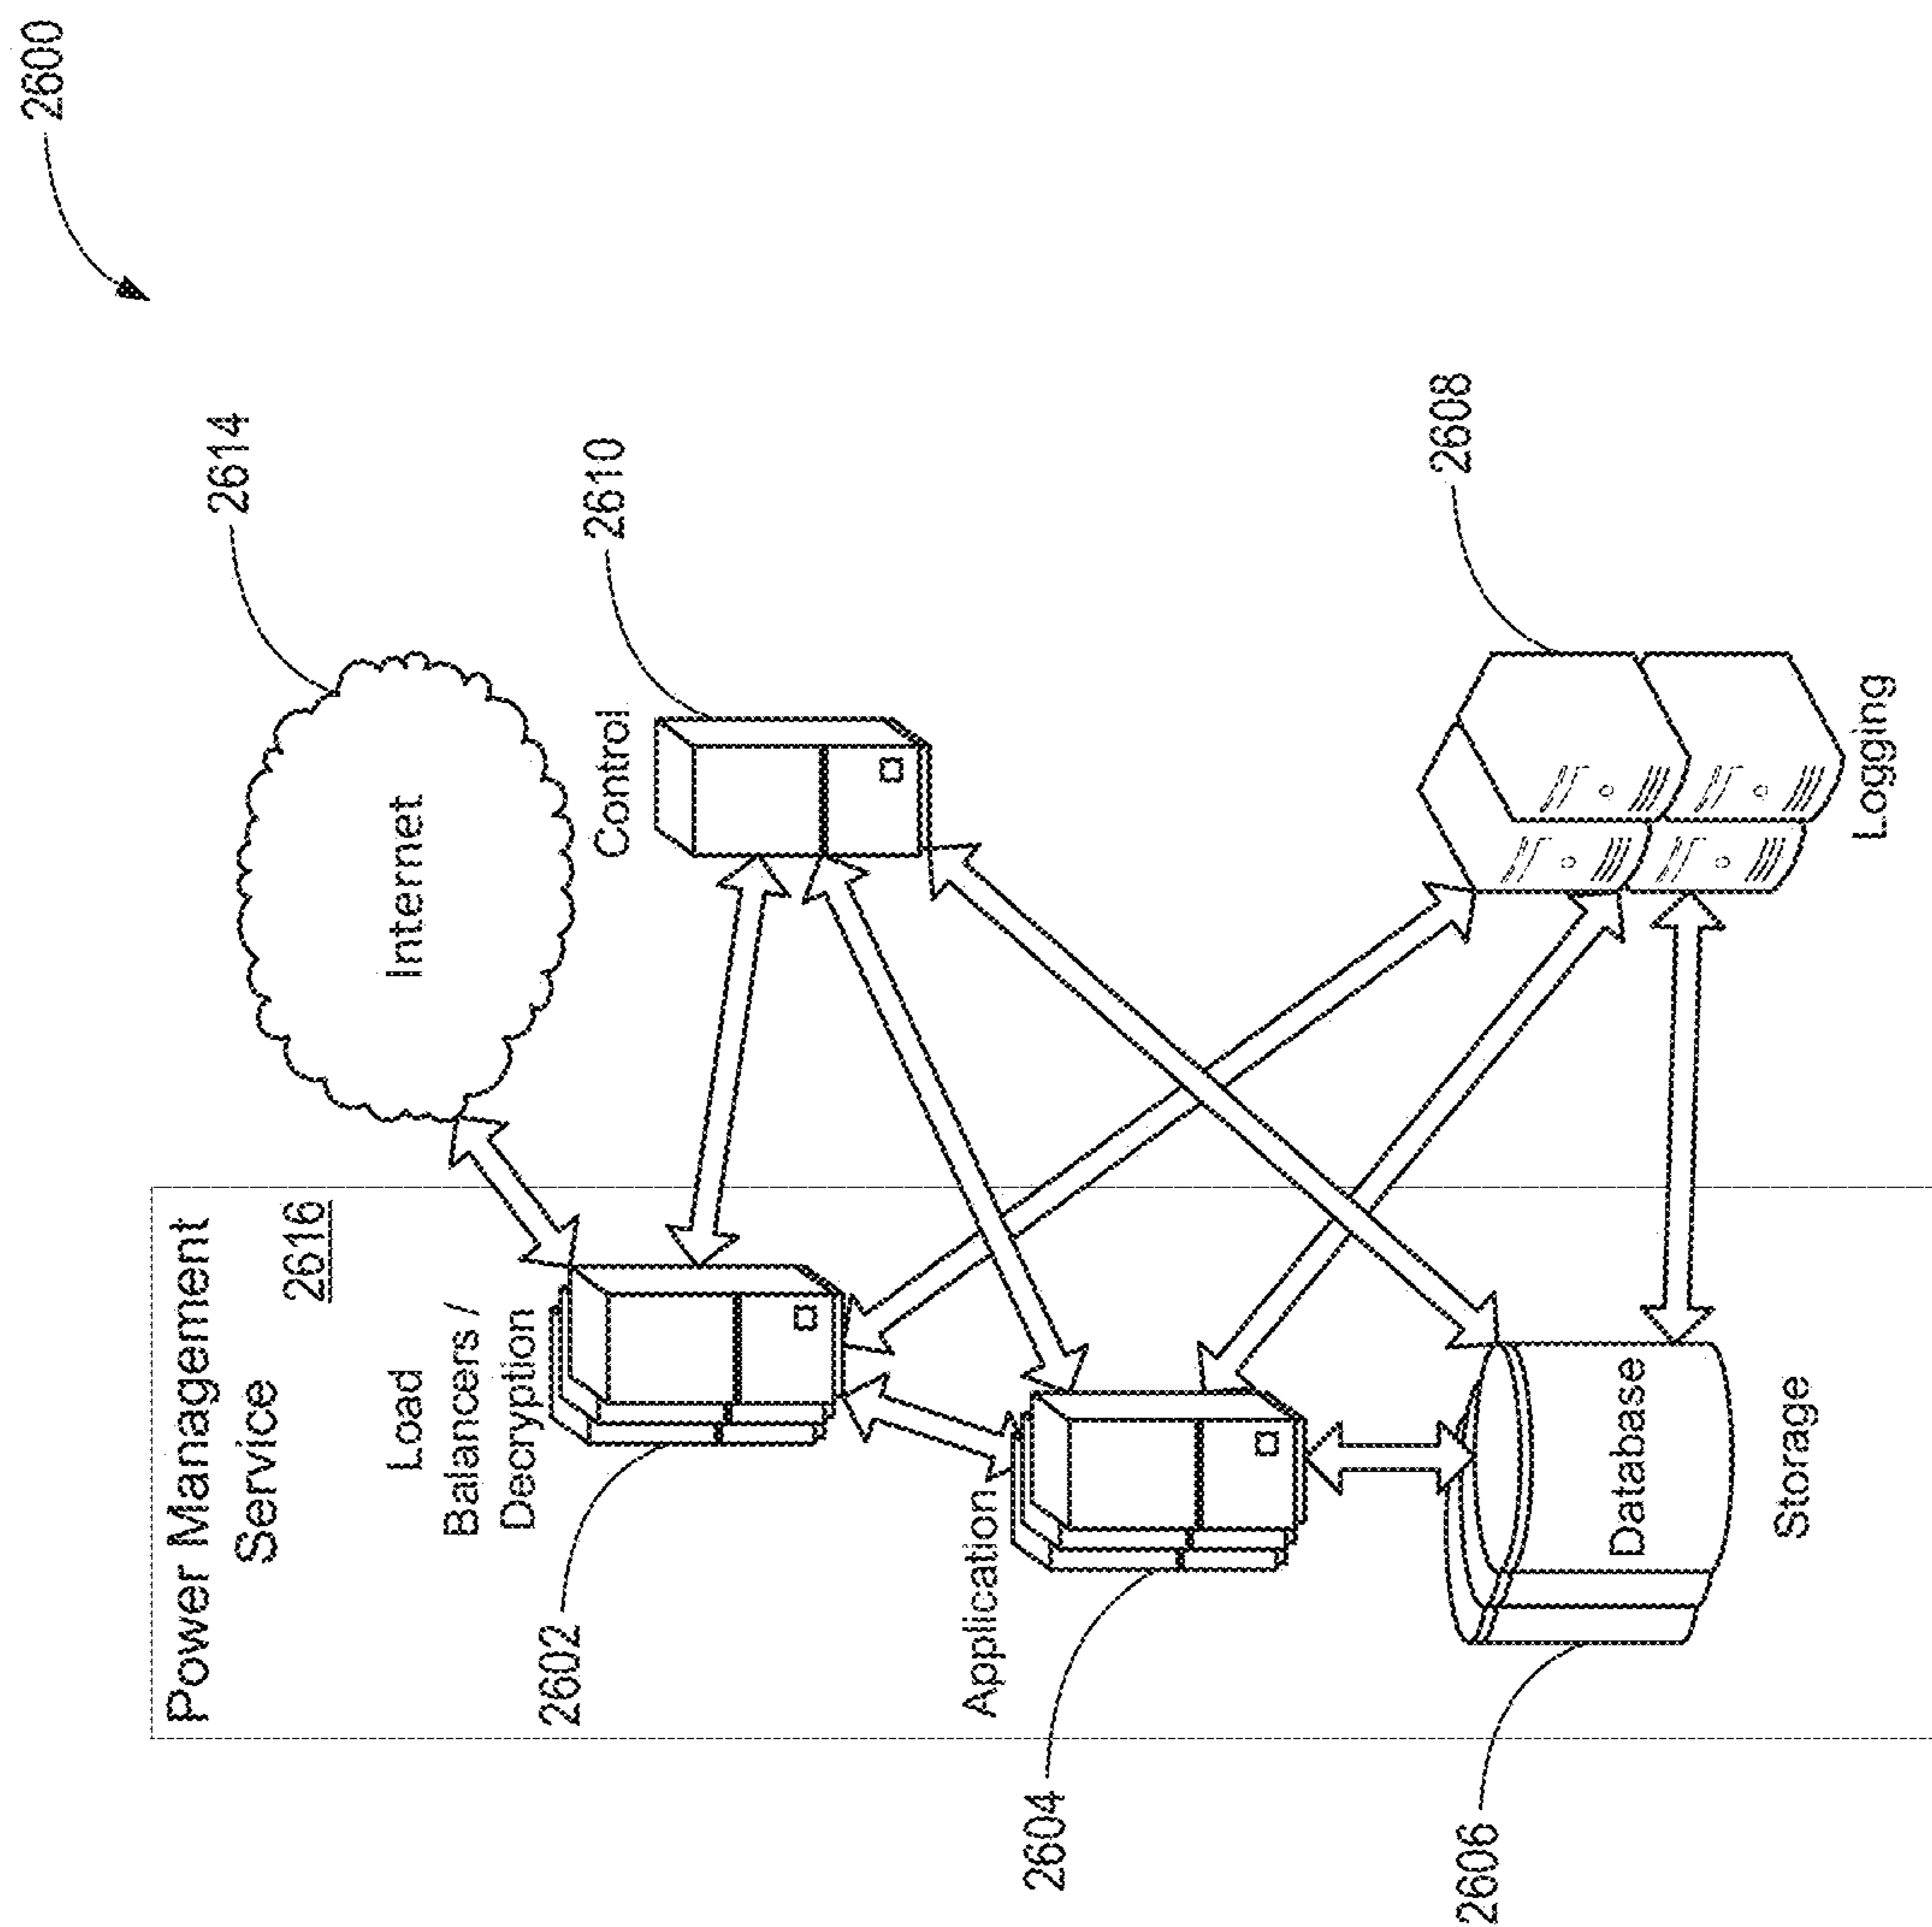 2600
2614
Internet
2610
Control
2608
Logging
Power Management
Service
2616
Load
Balancers /
Decryption
2602
Application
2604
Database
Storage
2606